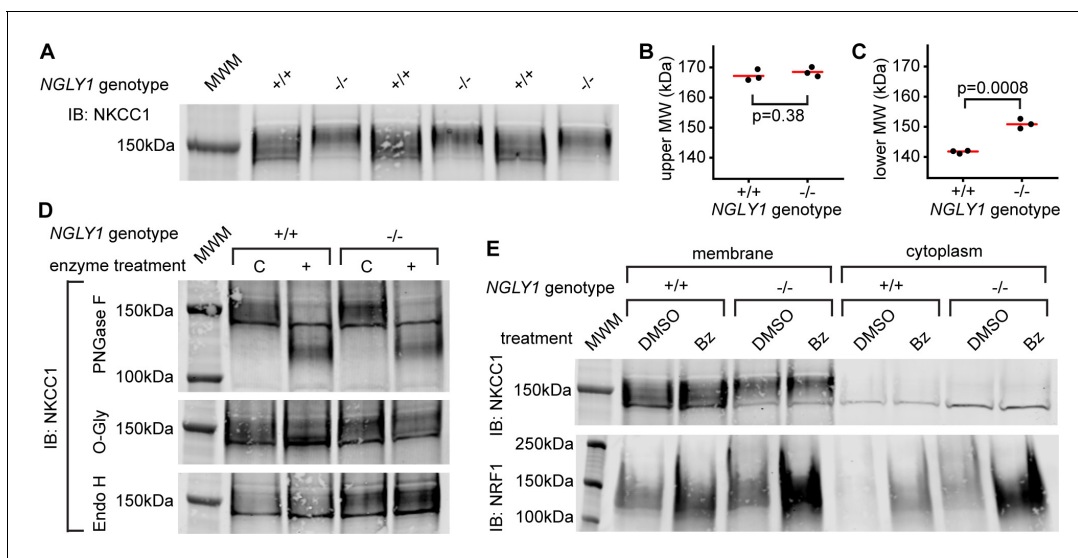 A
MWM
NGLY1 genotype +/+ -/- +/+ -/- +/+ -/-
IB: NKCC1
150kDa
B
upper MW (kDa)
170
160
150
140
p=0.38
+/+ -/-
NGLY1 genotype
C
lower MW (kDa)
170
160
150
140
p=0.0008
+/+ -/-
NGLY1 genotype
D
NGLY1 genotype +/+ -/-
MWM
enzyme treatment C + C +
IB: NKCC1
PNGase F
150kDa
100kDa
O-Gly
150kDa
Endo H
150kDa
E
membrane cytoplasm
NGLY1 genotype +/+ -/- +/+ -/-
treatment MWM DMSO Bz DMSO Bz DMSO Bz DMSO Bz
IB: NKCC1
150kDa
IB: NRF1
250kDa
150kDa
100kDa